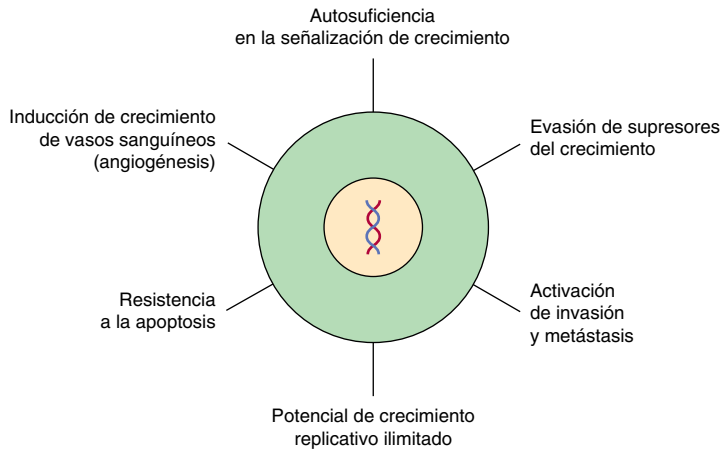 Autosuficiencia
en la señalización de crecimiento
Inducción de crecimiento
de vasos sanguíneos
(angiogénesis)
Evasión de supresores
del crecimiento
Resistencia
a la apoptosis
Activación
de invasión
y metástasis
Potencial de crecimiento
replicativo ilimitado